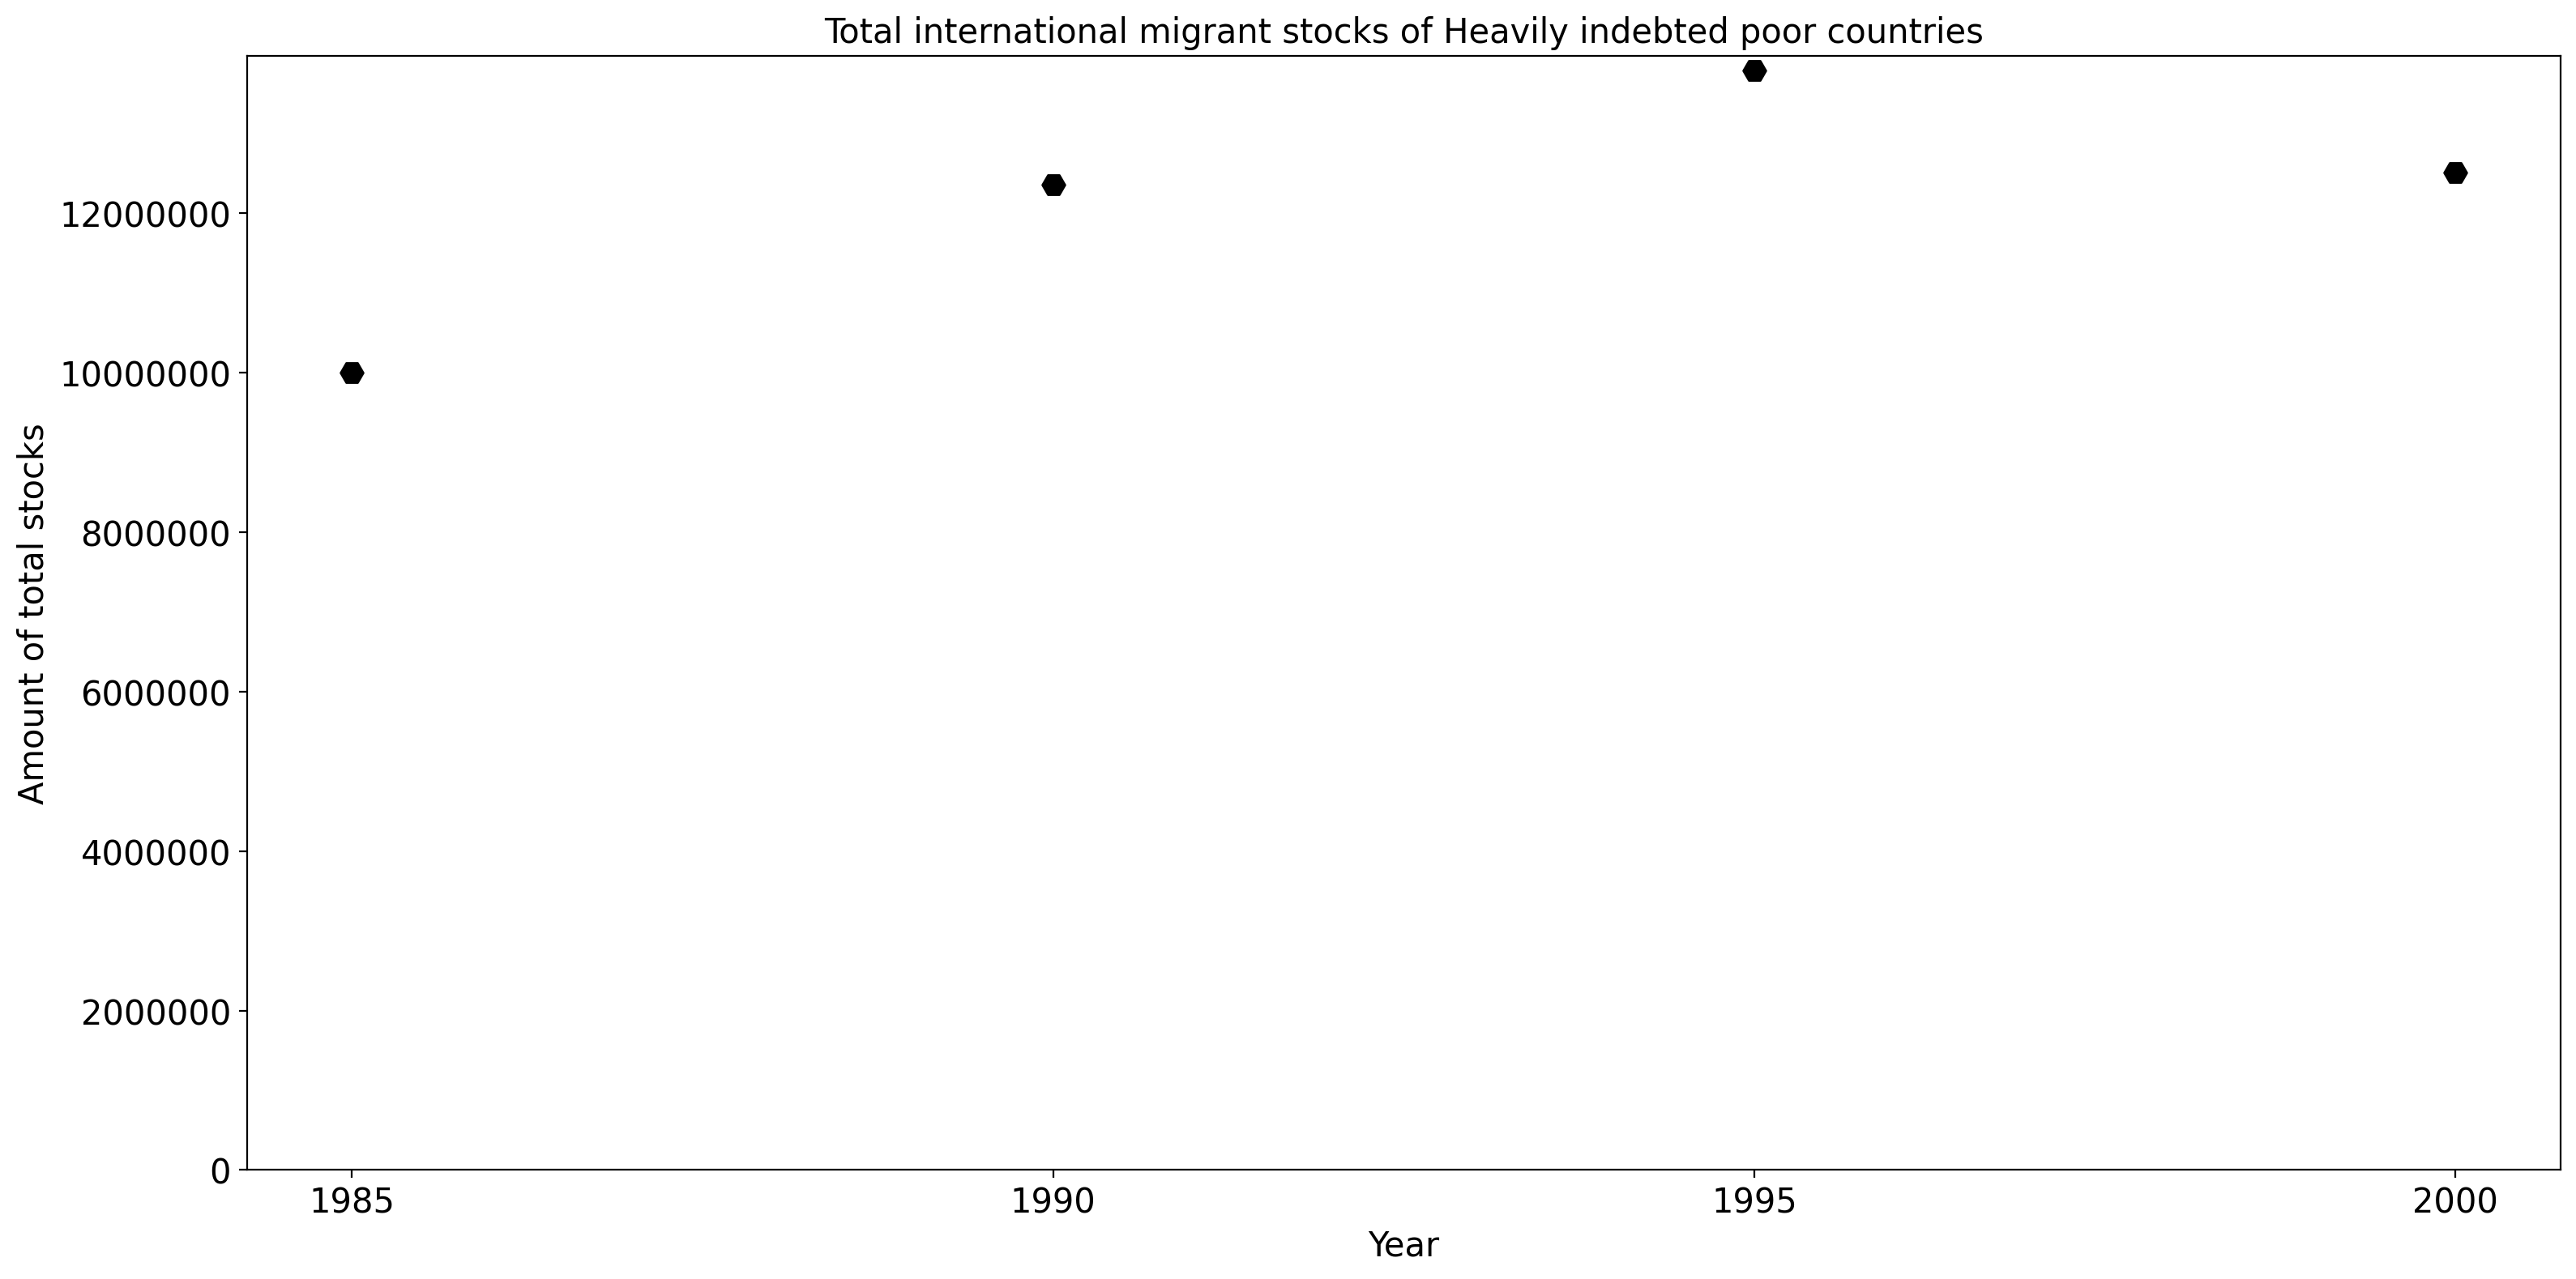 Total international migrant stocks of Heavily indebted poor countries
Amount of total stocks
12000000
10000000
8000000
6000000
4000000
2000000
0
1985 1990 1995 2000
Year